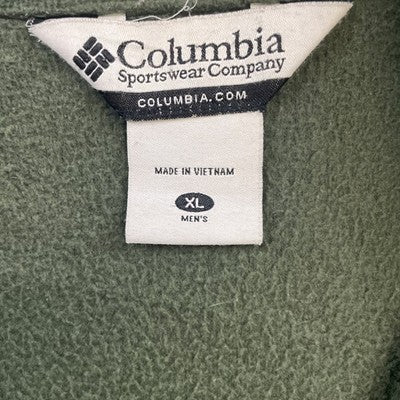 Columbia
Sportswear Company
COLUMBIA.COM
MADE IN VIETNAM
XL
MEN'S